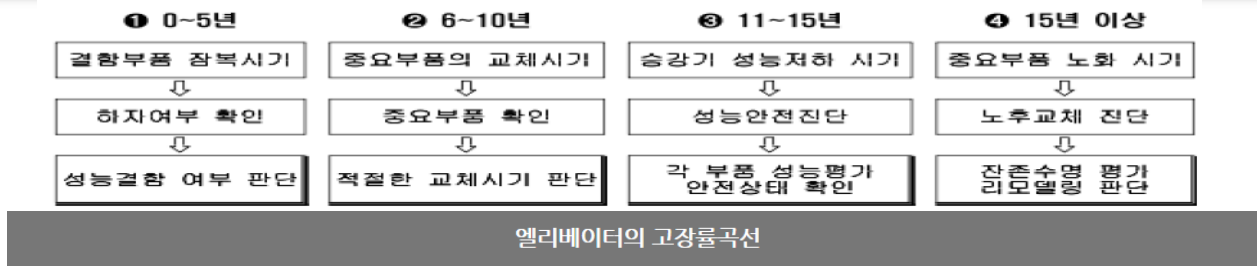 ❶ 0~5년
결함부품 잠복시기
하자여부 확인
성능결함 여부 판단
❷ 6~10년
중요부품의 교체시기
중요부품 확인
적절한 교체시기 판단
❸ 11~15년
승강기 성능저하 시기
성능안전진단
각 부품 성능평가
안전상태 확인
❹ 15년 이상
중요부품 노화 시기
노후교체 진단
잔존수명 평가
리모델링 판단
엘리베이터의 고장률곡선